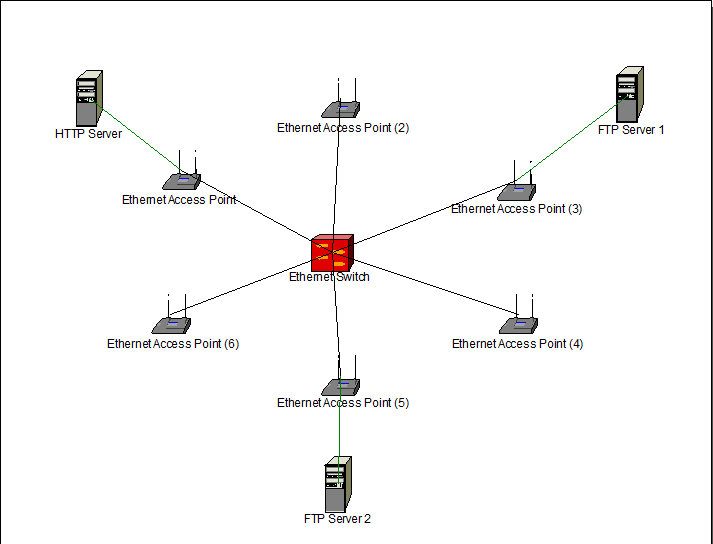 Ethernet Access Point (2)
HTTP Server
FTP Server 1
Ethernet Access Point
Ethernet Access Point (3)
Ethernet Switch
Ethernet Access Point (6)
Ethernet Access Point (4)
Ethernet Access Point (5)
FTP Server 2